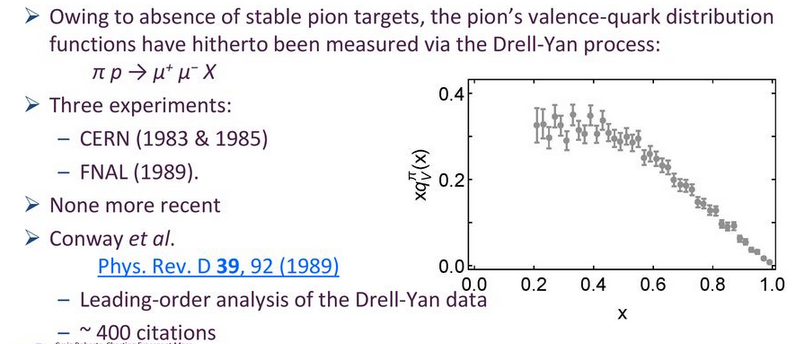 ➢ Owing to absence of stable pion targets, the pion's valence-quark distribution
functions have hitherto been measured via the Drell-Yan process:
π p → μ⁺ μ⁻ X
➢ Three experiments:
– CERN (1983 & 1985)
– FNAL (1989).
➢ None more recent
➢ Conway et al.
Phys. Rev. D 39, 92 (1989)
– Leading-order analysis of the Drell-Yan data
– ~ 400 citations
0.4
0.2
0.0
xq_V^π(x)
0.0 0.2 0.4 0.6 0.8 1.0
x